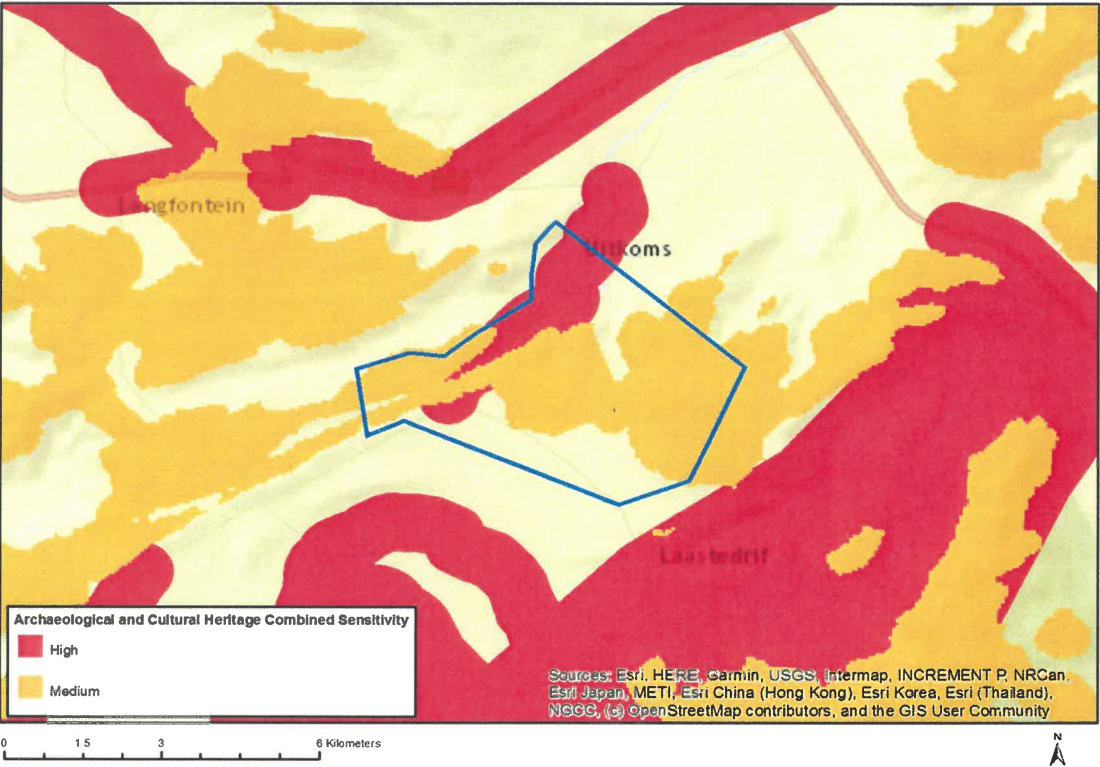 Langfontein
Uitkoms
Laastedrif
Archaeological and Cultural Heritage Combined Sensitivity
High
Medium
Sources: Esri, HERE, Garmin, USGS, Intermap, INCREMENT P, NRCan,
Esri Japan, METI, Esri China (Hong Kong), Esri Korea, Esri (Thailand),
NGCC, (c) OpenStreetMap contributors, and the GIS User Community
0 1.5 3 6 Kilometers
N